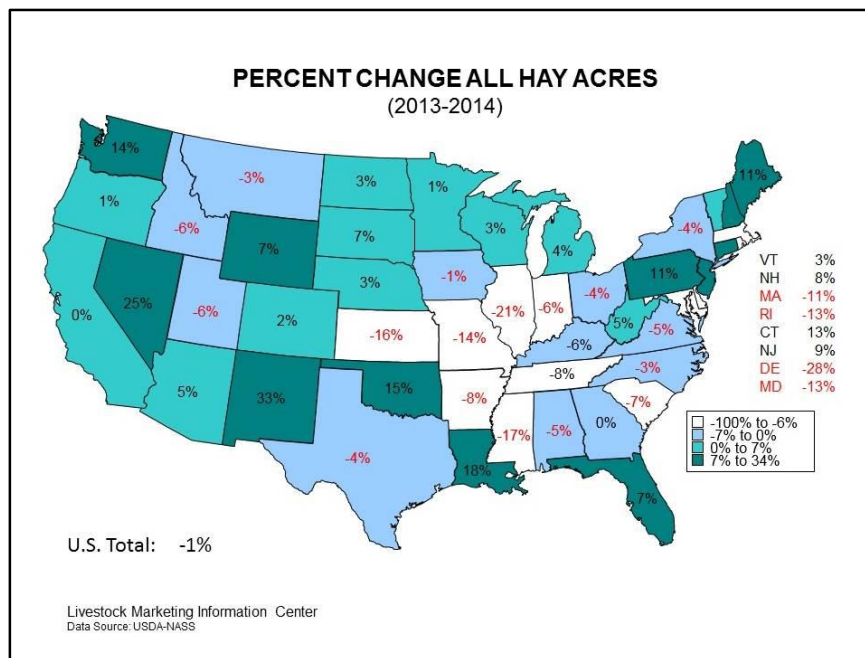 PERCENT CHANGE ALL HAY ACRES
(2013-2014)
14%
-3%
3%
1%
11%
1%
-6%
7%
7%
3%
4%
-4%
0%
25%
-6%
2%
3%
-1%
-21%
-6%
-4%
11%
5%
-5%
-16%
-14%
-6%
-3%
5%
33%
15%
-8%
-8%
-7%
-4%
18%
-17%
-5%
0%
7%
VT 3%
NH 8%
MA -11%
RI -13%
CT 13%
NJ 9%
DE -28%
MD -13%
-100% to -6%
-7% to 0%
0% to 7%
7% to 34%
U.S. Total: -1%
Livestock Marketing Information Center
Data Source: USDA-NASS